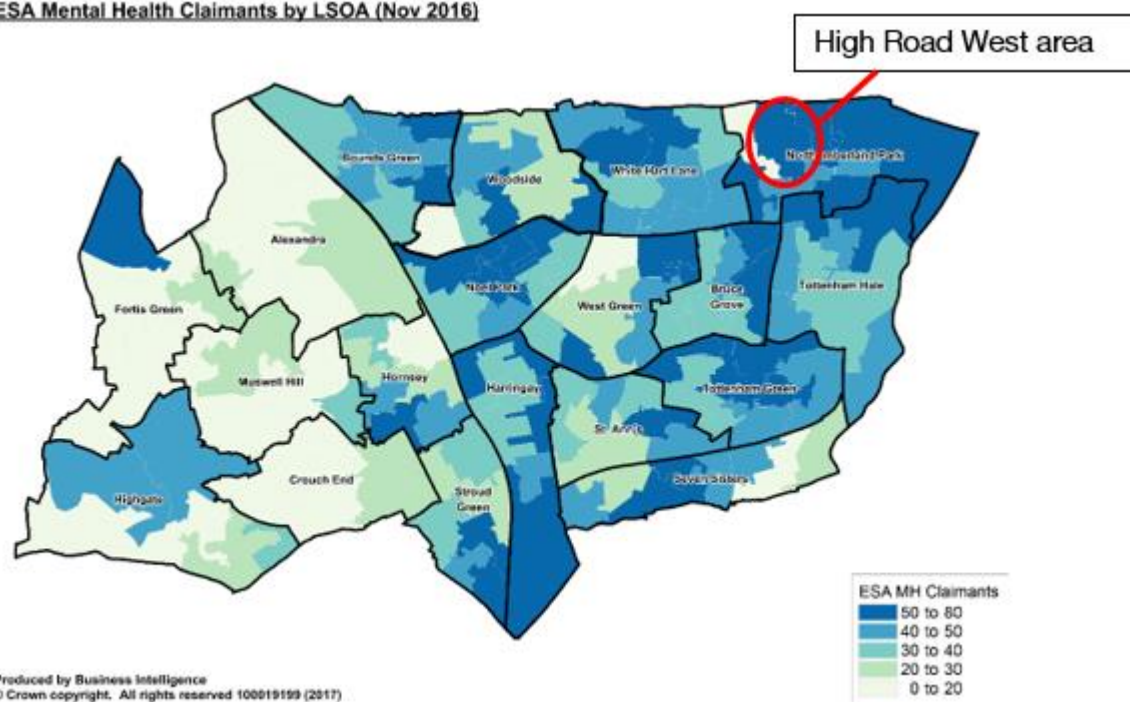 ESA Mental Health Claimants by LSOA (Nov 2016)
High Road West area
Bounds Green
Woodside
White Hart Lane
Northumberland Park
Alexandra
Noel Park
West Green
Bruce
Grove
Tottenham Hale
Fortis Green
Muswell Hill
Hornsey
Harringay
Tottenham Green
St. Ann's
Highgate
Crouch End
Stroud
Green
Seven Sisters
ESA MH Claimants
50 to 80
40 to 50
30 to 40
20 to 30
0 to 20
Produced by Business Intelligence
© Crown copyright. All rights reserved 100019199 (2017)